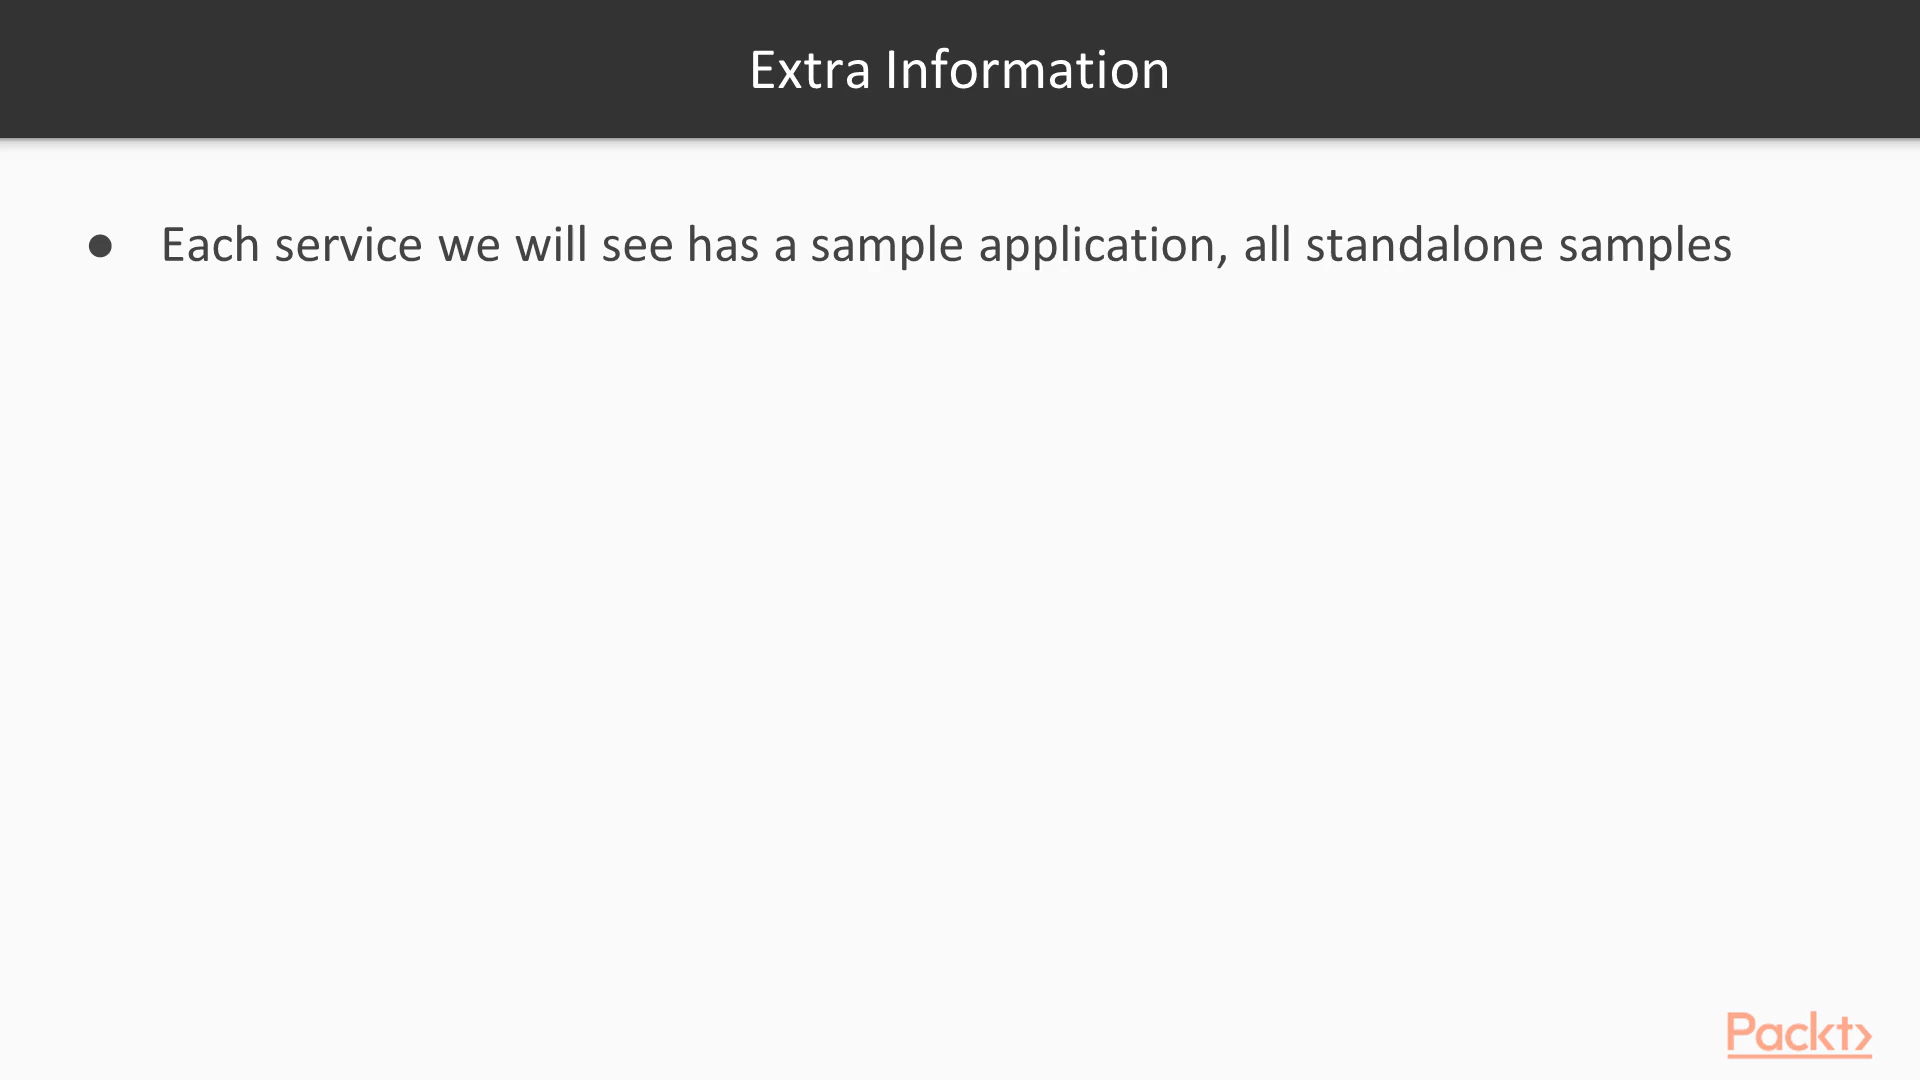 Extra Information
● Each service we will see has a sample application, all standalone samples
Packt>